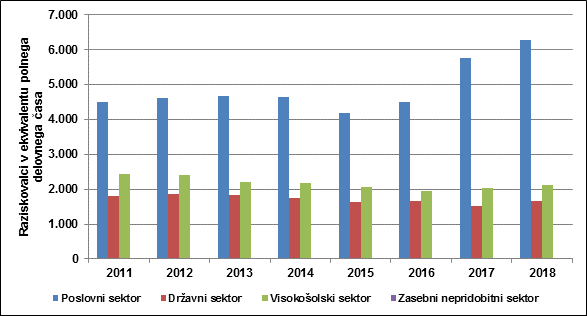 Raziskovalci v ekvivalentu polnega
delovnega časa
7.000
6.000
5.000
4.000
3.000
2.000
1.000
0
2011 2012 2013 2014 2015 2016 2017 2018
Poslovni sektor Državni sektor Visokošolski sektor Zasebni nepridobitni sektor